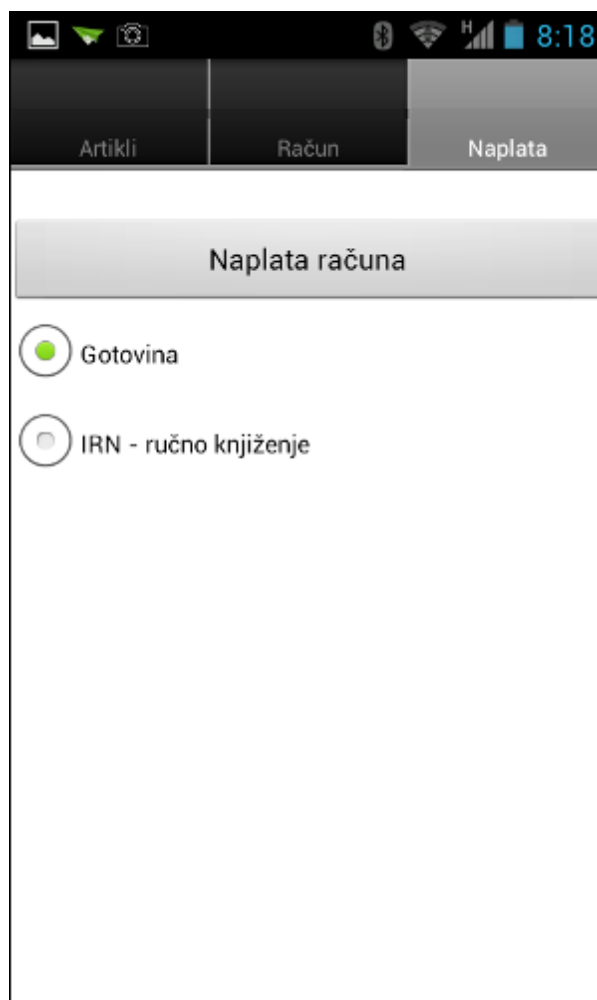 H 8:18
Artikli Račun Naplata
Naplata računa
Gotovina
IRN - ručno knjiženje